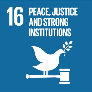 16 PEACE, JUSTICE
AND STRONG
INSTITUTIONS